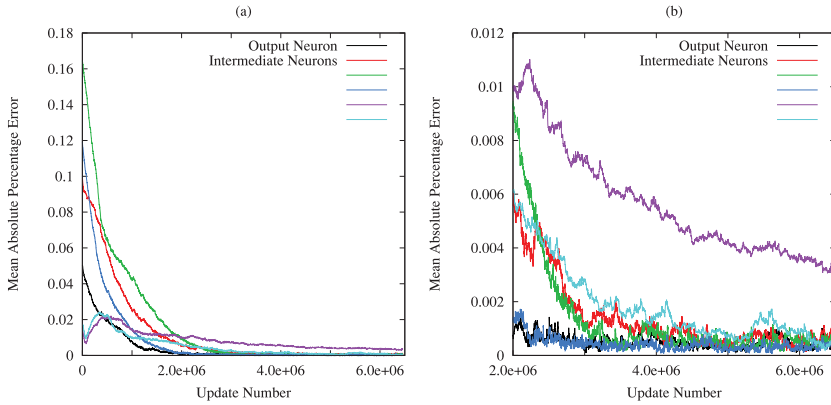 (a)
Mean Absolute Percentage Error
0.18
0.16
0.14
0.12
0.1
0.08
0.06
0.04
0.02
0
Output Neuron
Intermediate Neurons
0
2.0e+06
4.0e+06
6.0e+06
Update Number
(b)
Mean Absolute Percentage Error
0.012
0.01
0.008
0.006
0.004
0.002
0
Output Neuron
Intermediate Neurons
2.0e+06
4.0e+06
6.0e+06
Update Number